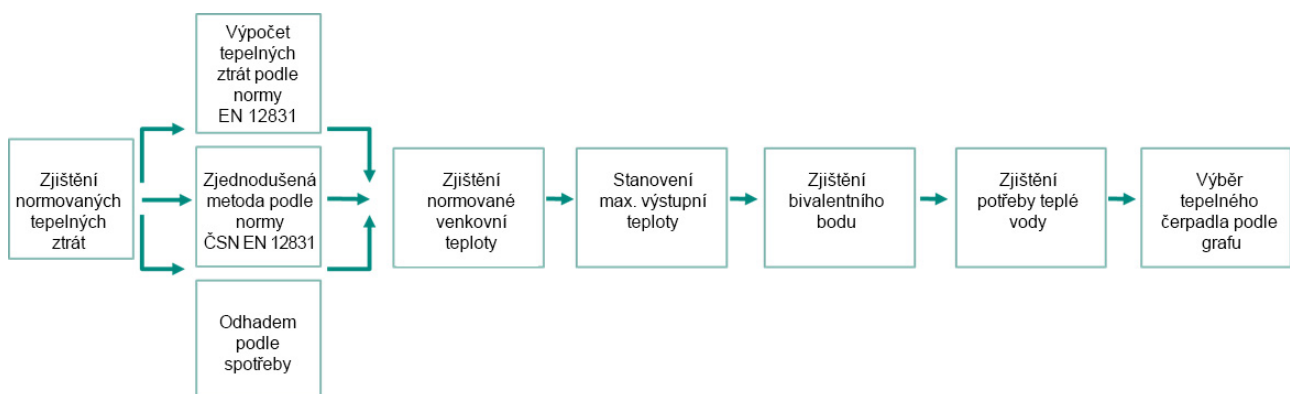 Zjištění
normovaných
tepelných
ztrát
Výpočet
tepelných
ztrát podle
normy
EN 12831
Zjednodušená
metoda podle
normy
ČSN EN 12831
Odhadem
podle
spotřeby
Zjištění
normované
venkovní
teploty
Stanovení
max. výstupní
teploty
Zjištění
bivalentního
bodu
Zjištění
potřeby teplé
vody
Výběr
tepelného
čerpadla podle
grafu